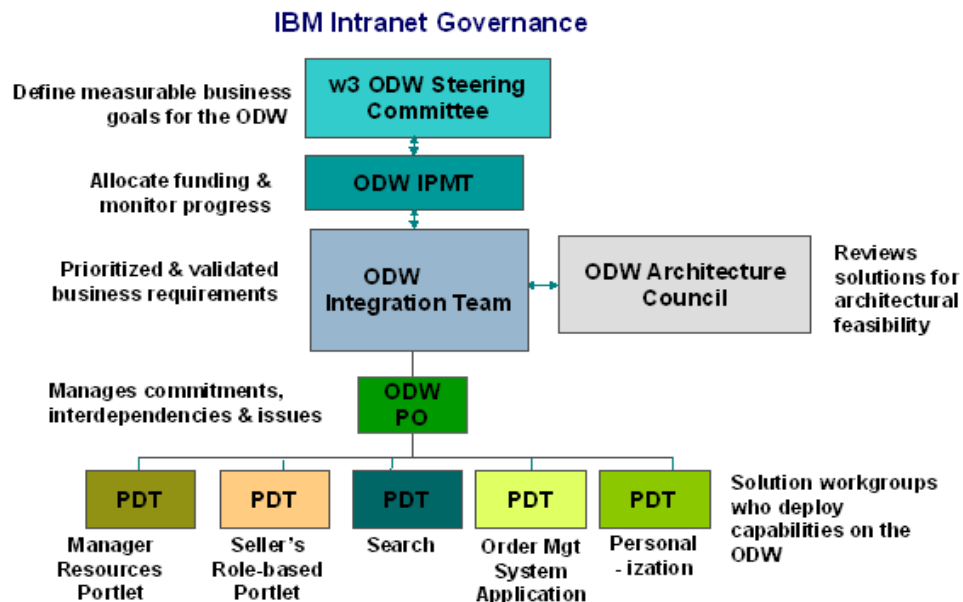 IBM Intranet Governance
Define measurable business
goals for the ODW
w3 ODW Steering
Committee
Allocate funding &
monitor progress
ODW IPMT
Prioritized & validated
business requirements
ODW
Integration Team
ODW Architecture
Council
Reviews
solutions for
architectural
feasibility
Manages commitments,
interdependencies & issues
ODW
PO
PDT
PDT
PDT
PDT
PDT
Manager
Resources
Portlet
Seller's
Role-based
Portlet
Search
Order Mgt
System
Application
Personal
- ization
Solution workgroups
who deploy
capabilities on the
ODW